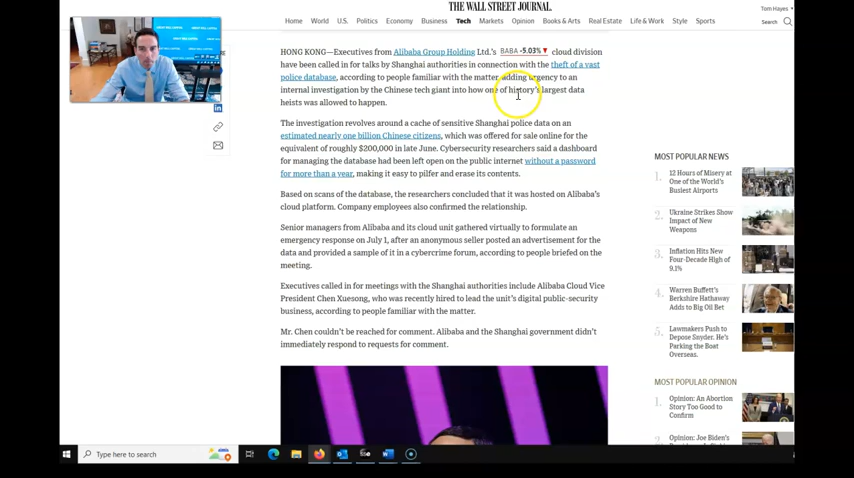 THE WALL STREET JOURNAL.
Tom Hayes
Home World U.S. Politics Economy Business Tech Markets Opinion Books & Arts Real Estate Life & Work Style Sports
Search
HONG KONG—Executives from Alibaba Group Holding Ltd.'s BABA -5.03% cloud division
have been called in for talks by Shanghai authorities in connection with the theft of a vast
police database, according to people familiar with the matter, adding urgency to an
internal investigation by the Chinese tech giant into how one of history's largest data
heists was allowed to happen.
The investigation revolves around a cache of sensitive Shanghai police data on an
estimated nearly one billion Chinese citizens, which was offered for sale online for the
equivalent of roughly $200,000 in late June. Cybersecurity researchers said a dashboard
for managing the database had been left open on the public internet without a password
for more than a year, making it easy to pilfer and erase its contents.
Based on scans of the database, the researchers concluded that it was hosted on Alibaba's
cloud platform. Company employees also confirmed the relationship.
Senior managers from Alibaba and its cloud unit gathered virtually to formulate an
emergency response on July 1, after an anonymous seller posted an advertisement for the
data and provided a sample of it in a cybercrime forum, according to people briefed on the
meeting.
Executives called in for meetings with the Shanghai authorities include Alibaba Cloud Vice
President Chen Xuesong, who was recently hired to lead the unit's digital public-security
business, according to people familiar with the matter.
Mr. Chen couldn't be reached for comment. Alibaba and the Shanghai government didn't
immediately respond to requests for comment.
MOST POPULAR NEWS
1. 12 Hours of Misery at
One of the World's
Busiest Airports
2. Ukraine Strikes Show
Impact of New
Weapons
3. Inflation Hits New
Four-Decade High of
9.1%
4. Warren Buffett's
Berkshire Hathaway
Adds to Big Oil Bet
5. Lawmakers Push to
Depose Snyder. He's
Parking the Boat
Overseas.
MOST POPULAR OPINION
1. Opinion: An Abortion
Story Too Good to
Confirm
2. Opinion: Joe Biden's
Type here to search